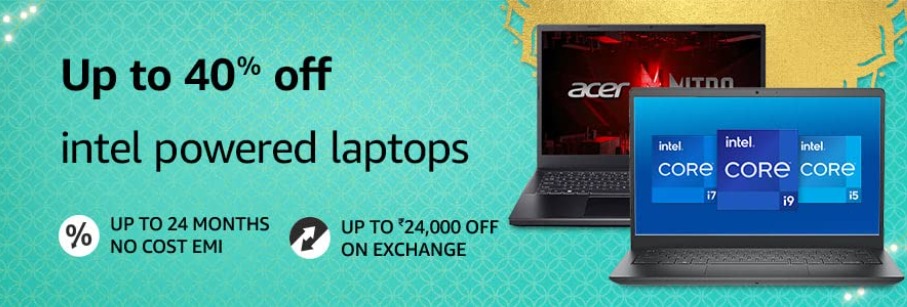 Up to 40% off
intel powered laptops
%
UP TO 24 MONTHS
NO COST EMI
UP TO ₹24,000 OFF
ON EXCHANGE
acer
NITRO
intel.
CORE
i7
intel.
CORE
i9
intel.
CORE
i5